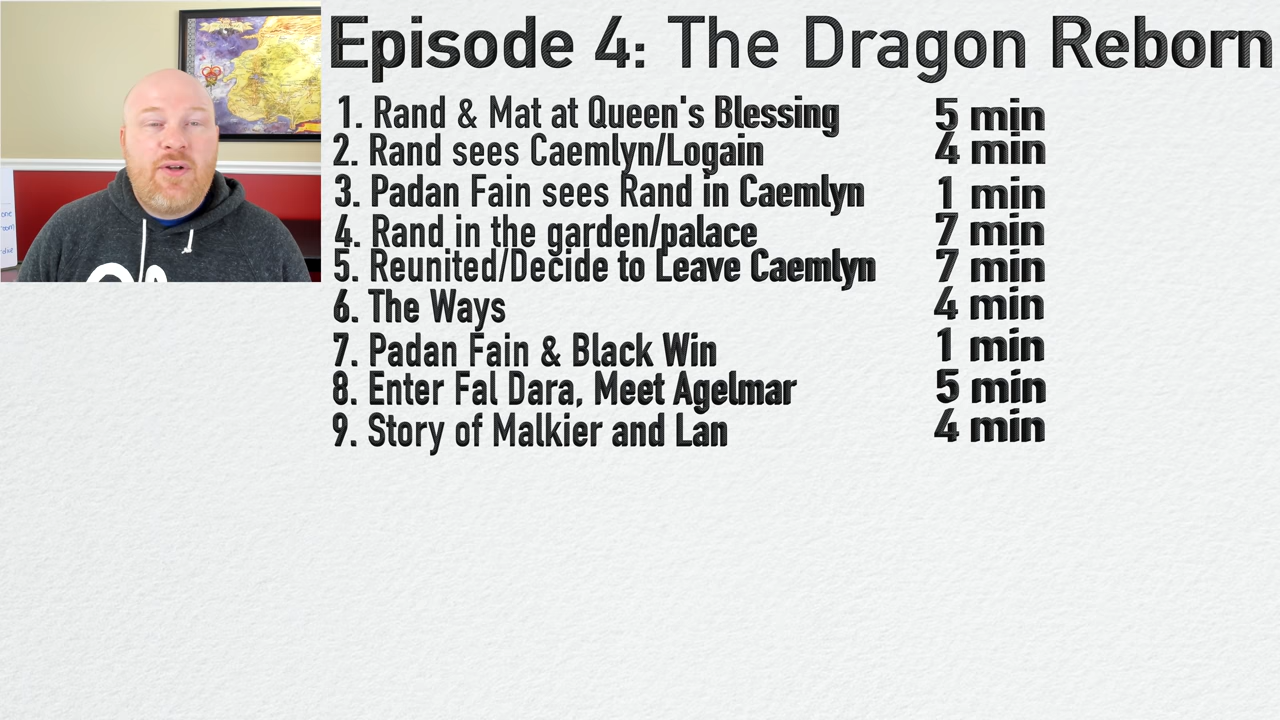 Episode 4: The Dragon Reborn
1. Rand & Mat at Queen's Blessing 5 min
2. Rand sees Caemlyn/Logain 4 min
3. Padan Fain sees Rand in Caemlyn 1 min
4. Rand in the garden/palace 7 min
5. Reunited/Decide to Leave Caemlyn 7 min
6. The Ways 4 min
7. Padan Fain & Black Win 1 min
8. Enter Fal Dara, Meet Agelmar 5 min
9. Story of Malkier and Lan 4 min